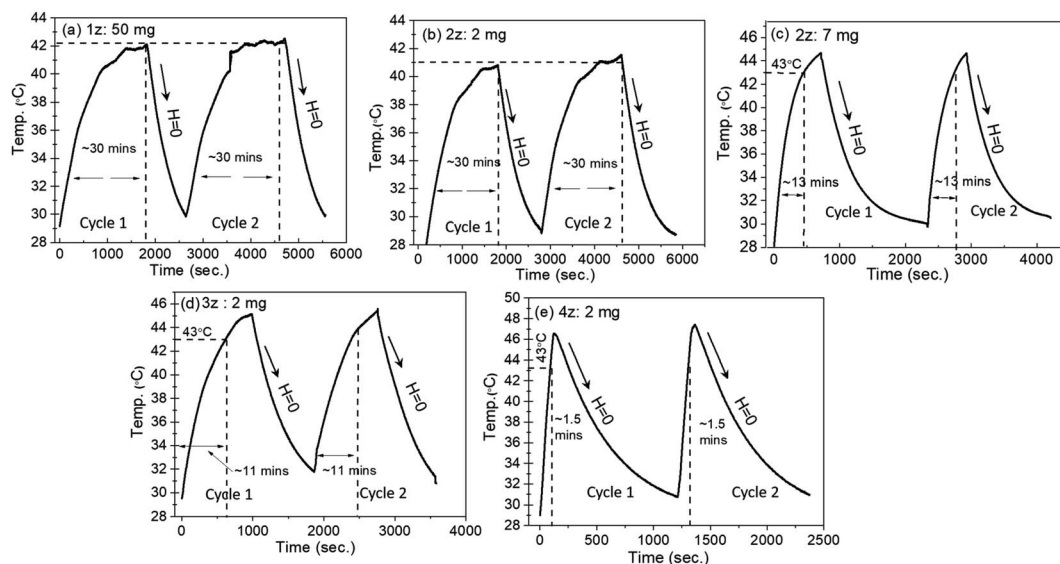 (a) 1z: 50 mg
44
42
40
38
36
34
32
30
28
Temp. (°C)
~30 mins
~30 mins
H=0
H=0
Cycle 1
Cycle 2
0 1000 2000 3000 4000 5000 6000
Time (sec.)
(b) 2z: 2 mg
44
42
40
38
36
34
32
30
28
Temp. (°C)
~30 mins
~30 mins
H=0
H=0
Cycle 1
Cycle 2
0 1000 2000 3000 4000 5000 6000
Time (sec.)
(c) 2z: 7 mg
46
44
42
40
38
36
34
32
30
28
Temp. (°C)
43°C
~13 mins
~13 mins
H=0
H=0
Cycle 1
Cycle 2
0 1000 2000 3000 4000
Time (sec.)
(d) 3z : 2 mg
46
44
42
40
38
36
34
32
30
28
Temp.(°C)
43°C
~11 mins
~11 mins
H=0
H=0
Cycle 1
Cycle 2
0 1000 2000 3000 4000
Time (sec.)
(e) 4z: 2 mg
50
48
46
44
42
40
38
36
34
32
30
28
Temp.(°C)
43°C
~1.5
mins
~1.5
mins
H=0
H=0
Cycle 1
Cycle 2
0 500 1000 1500 2000 2500
Time (sec.)